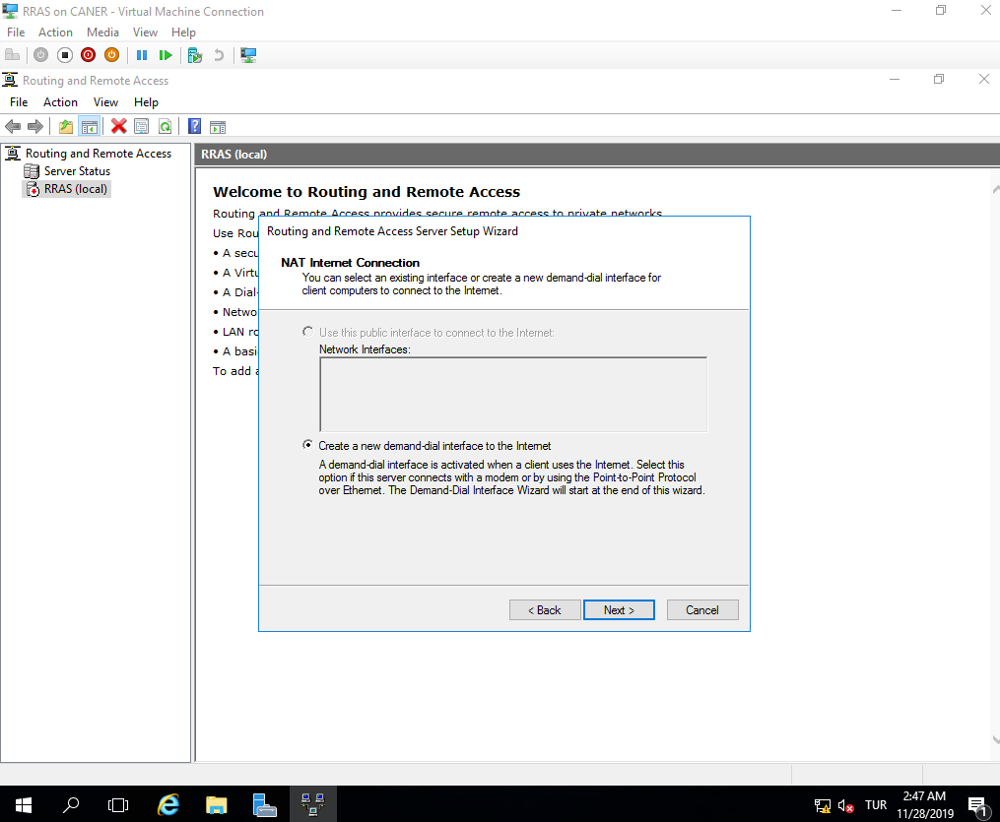 RRAS on CANER - Virtual Machine Connection
File Action Media View Help
Routing and Remote Access
File Action View Help
Routing and Remote Access
Server Status
RRAS (local)
RRAS (local)
Welcome to Routing and Remote Access
Routing and Remote Access provides secure remote access to private networks
Use Rou
• A secu
• A Virtu
• A Dial-
• Netwo
• LAN ro
• A basi
To add a
Routing and Remote Access Server Setup Wizard
NAT Internet Connection
You can select an existing interface or create a new demand-dial interface for
client computers to connect to the Internet.
Use this public interface to connect to the Internet:
Network Interfaces:
Create a new demand-dial interface to the Internet
A demand-dial interface is activated when a client uses the Internet. Select this
option if this server connects with a modem or by using the Point-to-Point Protocol
over Ethernet. The Demand-Dial Interface Wizard will start at the end of this wizard.
< Back Next > Cancel
TUR
2:47 AM
11/28/2019
1